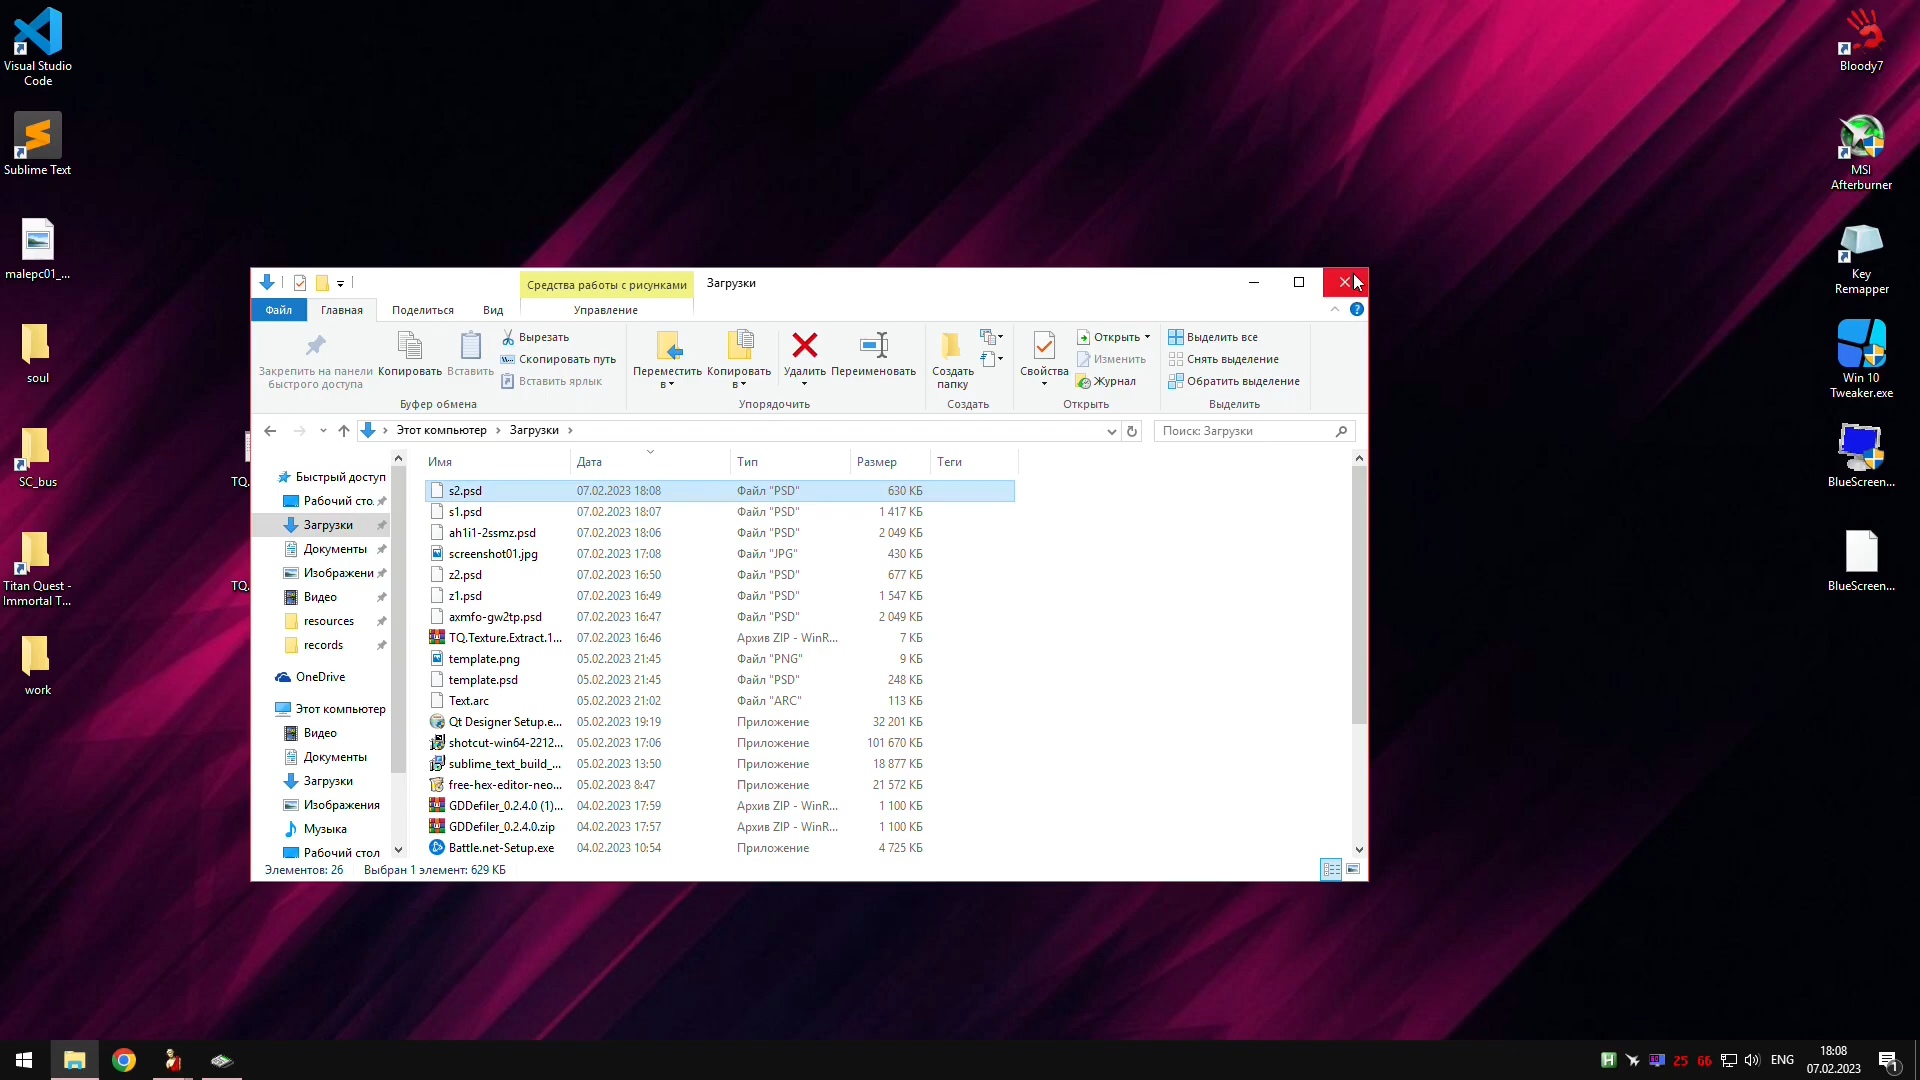 Visual Studio
Code
Sublime Text
malepc01_...
soul
SC_bus
Titan Quest -
Immortal T...
work
TQ.
TQ.
Средства работы с рисунками
Загрузки
Файл
Главная
Поделиться
Вид
Управление
Закрепить на панели
быстрого доступа
Копировать
Вставить
Вырезать
Скопировать путь
Вставить ярлык
Буфер обмена
Переместить
в
Копировать
в
Удалить
Переименовать
Упорядочить
Создать
папку
Создать
Свойства
Открыть
Изменить
Журнал
Открыть
Выделить все
Снять выделение
Обратить выделение
Выделить
Этот компьютер
Загрузки
Поиск: Загрузки
Быстрый доступ
Рабочий сто.
Загрузки
Документы
Изображени
Видео
resources
records
OneDrive
Этот компьютер
Видео
Документы
Загрузки
Изображения
Музыка
Рабочий стол
Имя Дата Тип Размер Теги
s2.psd 07.02.2023 18:08 Файл "PSD" 630 КБ
s1.psd 07.02.2023 18:07 Файл "PSD" 1 417 КБ
ah1i1-2ssmz.psd 07.02.2023 18:06 Файл "PSD" 2 049 КБ
screenshot01.jpg 07.02.2023 17:08 Файл "JPG" 430 КБ
z2.psd 07.02.2023 16:50 Файл "PSD" 677 КБ
z1.psd 07.02.2023 16:49 Файл "PSD" 1 547 КБ
axmfo-gw2tp.psd 07.02.2023 16:47 Файл "PSD" 2 049 КБ
TQ.Texture.Extract.1... 07.02.2023 16:46 Архив ZIP - WinR... 7 КБ
template.png 05.02.2023 21:45 Файл "PNG" 9 КБ
template.psd 05.02.2023 21:45 Файл "PSD" 248 КБ
Text.arc 05.02.2023 21:02 Файл "ARC" 113 КБ
Qt Designer Setup.e... 05.02.2023 19:19 Приложение 32 201 КБ
shotcut-win64-2212... 05.02.2023 17:06 Приложение 101 670 КБ
sublime_text_build_... 05.02.2023 13:50 Приложение 18 877 КБ
free-hex-editor-neo... 05.02.2023 8:47 Приложение 21 572 КБ
GDDefiler_0.2.4.0 (1)... 04.02.2023 17:59 Архив ZIP - WinR... 1 100 КБ
GDDefiler_0.2.4.0.zip 04.02.2023 17:57 Архив ZIP - WinR... 1 100 КБ
Battle.net-Setup.exe 04.02.2023 10:54 Приложение 4 725 КБ
Элементов: 26 Выбран 1 элемент: 629 КБ
Bloody7
MSI
Afterburner
Key
Remapper
Win 10
Tweaker.exe
BlueScreen...
BlueScreen...
25 66 ENG
18:08
07.02.2023
1